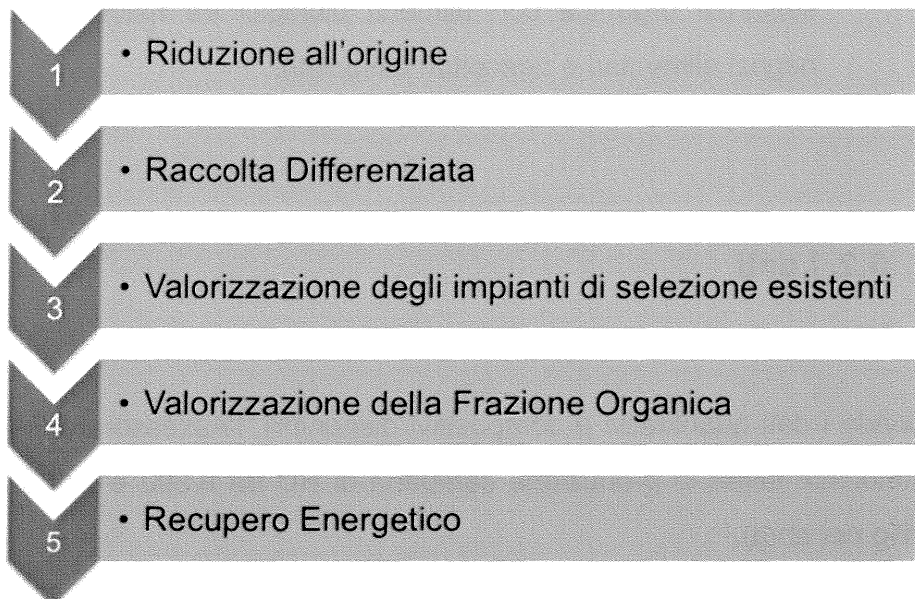 1 • Riduzione all'origine
2 • Raccolta Differenziata
3 • Valorizzazione degli impianti di selezione esistenti
4 • Valorizzazione della Frazione Organica
5 • Recupero Energetico